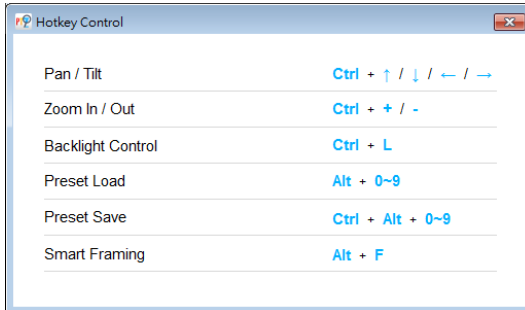 Hotkey Control
Pan / Tilt Ctrl + ↑ / ↓ / ← / →
Zoom In / Out Ctrl + + / -
Backlight Control Ctrl + L
Preset Load Alt + 0~9
Preset Save Ctrl + Alt + 0~9
Smart Framing Alt + F